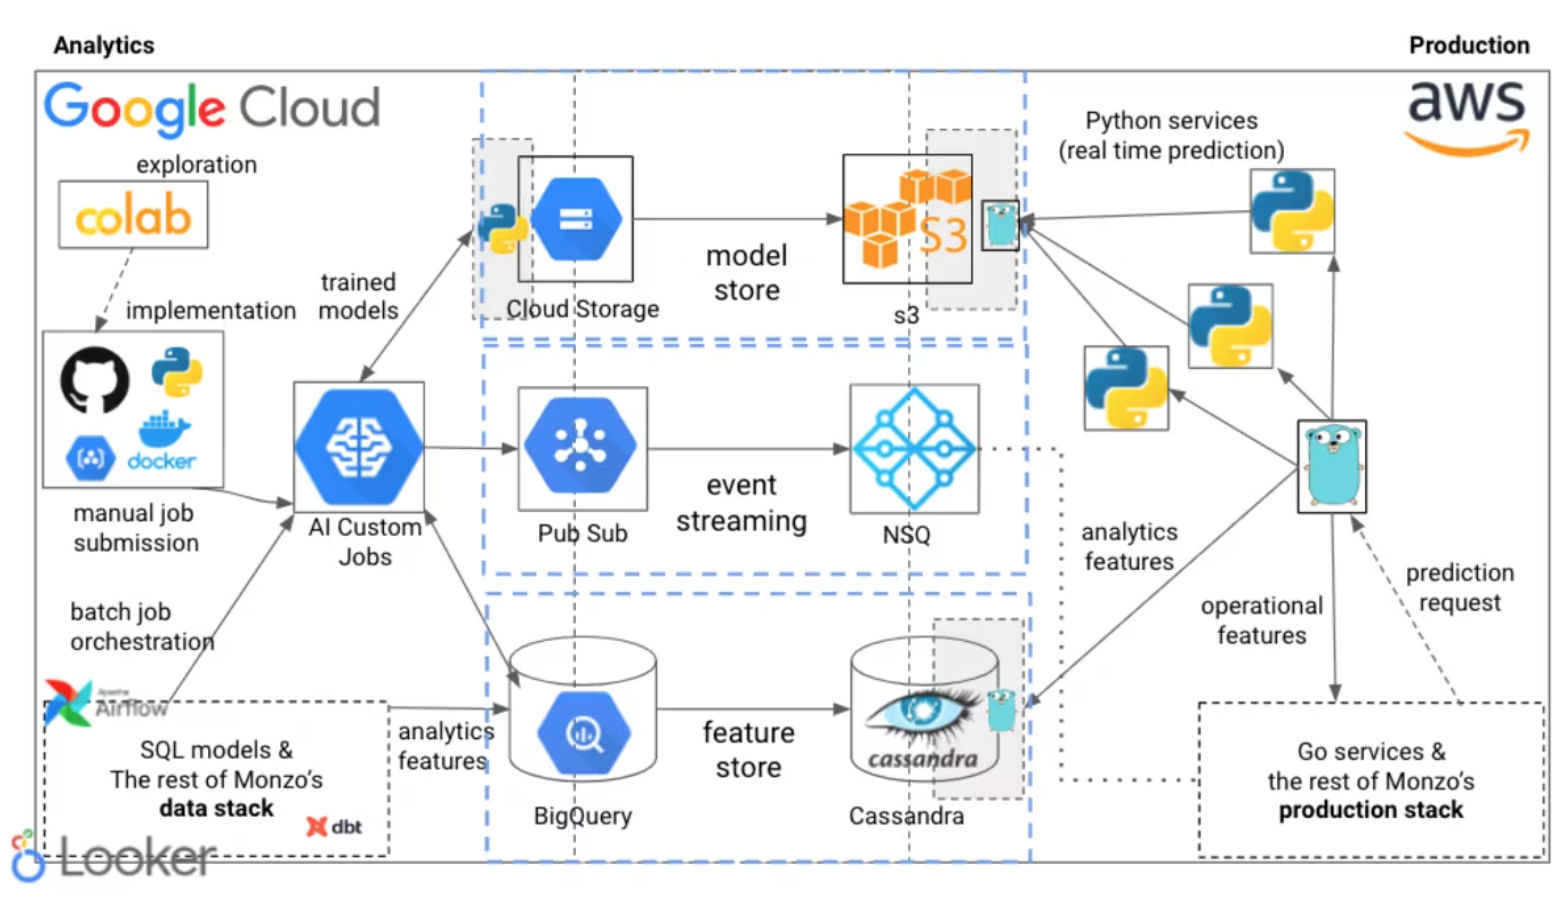 Analytics
Production
Google Cloud
aws
exploration
colab
implementation
docker
manual job
submission
trained
models
AI Custom
Jobs
batch job
orchestration
Apache
Airflow
SQL models &
The rest of Monzo's
data stack
dbt
Looker
analytics
features
Cloud Storage
model
store
S3
s3
Pub Sub
event
streaming
NSQ
BigQuery
feature
store
cassandra
Cassandra
Python services
(real time prediction)
analytics
features
operational
features
prediction
request
Go services &
the rest of Monzo's
production stack